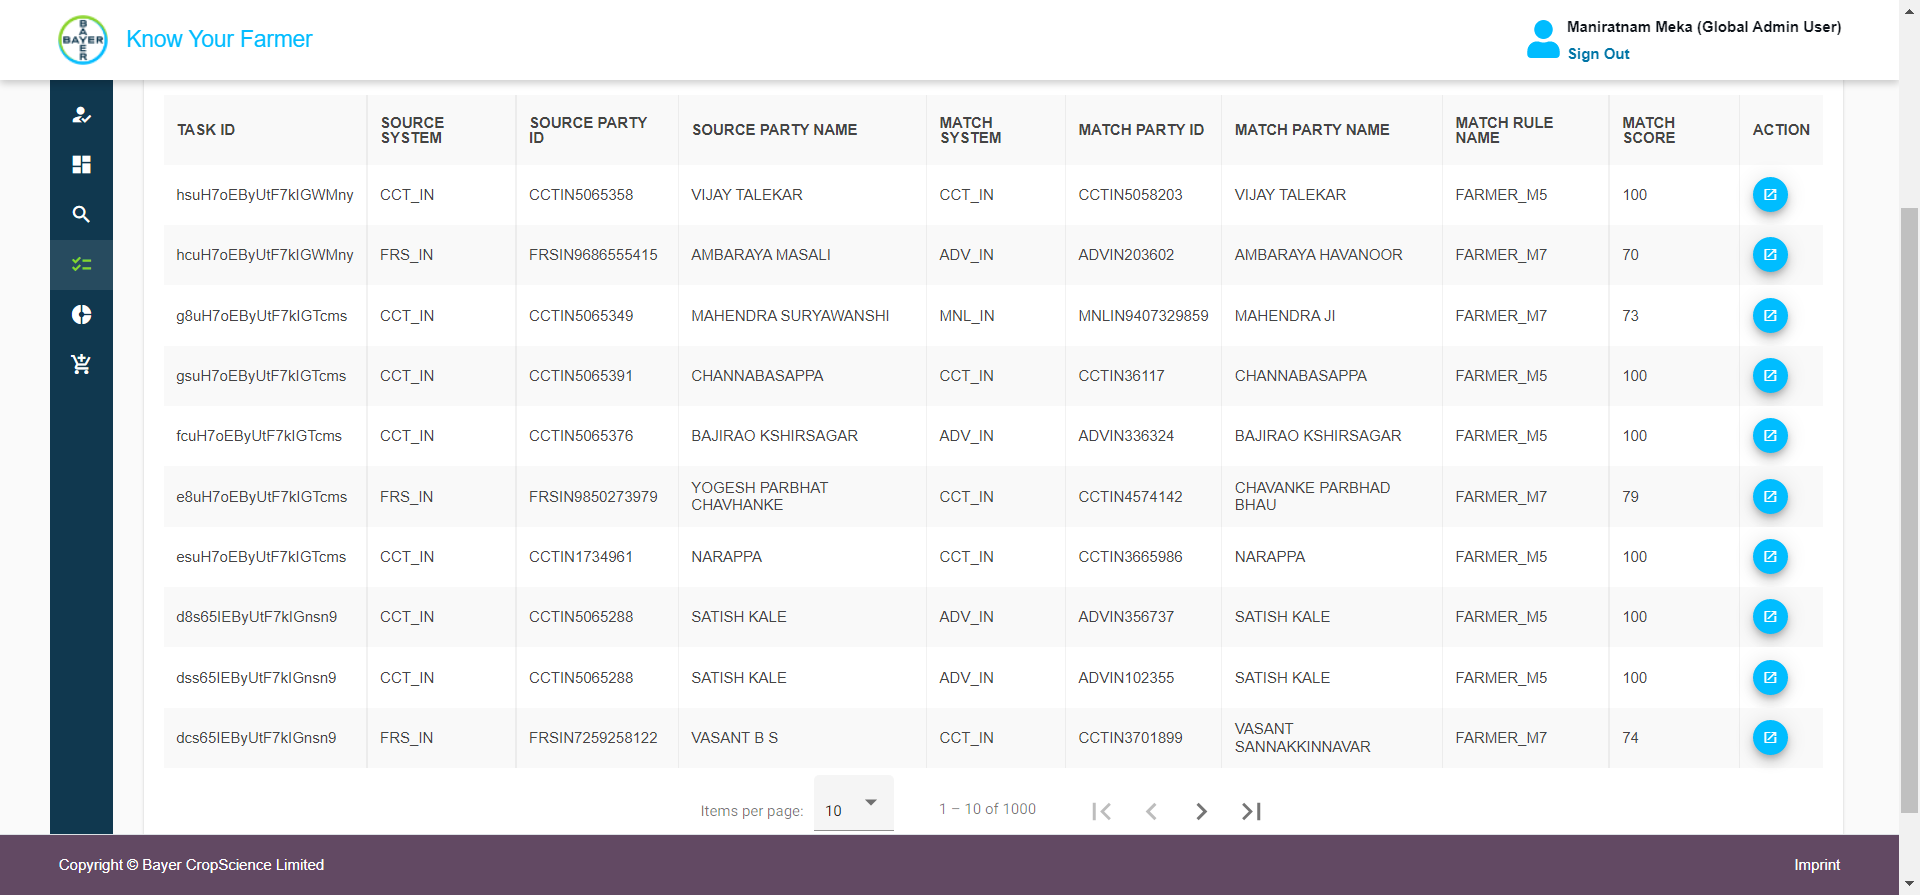 BAYER
BAYER
Know Your Farmer
Maniratnam Meka (Global Admin User)
Sign Out
TASK ID SOURCE SYSTEM SOURCE PARTY ID SOURCE PARTY NAME MATCH SYSTEM MATCH PARTY ID MATCH PARTY NAME MATCH RULE NAME MATCH SCORE ACTION
hsuH7oEByUtF7kIGWMny CCT_IN CCTIN5065358 VIJAY TALEKAR CCT_IN CCTIN5058203 VIJAY TALEKAR FARMER_M5 100
hcuH7oEByUtF7kIGWMny FRS_IN FRSIN9686555415 AMBARAYA MASALI ADV_IN ADVIN203602 AMBARAYA HAVANOOR FARMER_M7 70
g8uH7oEByUtF7kIGTcms CCT_IN CCTIN5065349 MAHENDRA SURYAWANSHI MNL_IN MNLIN9407329859 MAHENDRA JI FARMER_M7 73
gsuH7oEByUtF7kIGTcms CCT_IN CCTIN5065391 CHANNABASAPPA CCT_IN CCTIN36117 CHANNABASAPPA FARMER_M5 100
fcuH7oEByUtF7kIGTcms CCT_IN CCTIN5065376 BAJIRAO KSHIRSAGAR ADV_IN ADVIN336324 BAJIRAO KSHIRSAGAR FARMER_M5 100
e8uH7oEByUtF7kIGTcms FRS_IN FRSIN9850273979 YOGESH PARBHAT CHAVHANKE CCT_IN CCTIN4574142 CHAVANKE PARBHAD BHAU FARMER_M7 79
esuH7oEByUtF7kIGTcms CCT_IN CCTIN1734961 NARAPPA CCT_IN CCTIN3665986 NARAPPA FARMER_M5 100
d8s65IEByUtF7kIGnsn9 CCT_IN CCTIN5065288 SATISH KALE ADV_IN ADVIN356737 SATISH KALE FARMER_M5 100
dss65IEByUtF7kIGnsn9 CCT_IN CCTIN5065288 SATISH KALE ADV_IN ADVIN102355 SATISH KALE FARMER_M5 100
dcs65IEByUtF7kIGnsn9 FRS_IN FRSIN7259258122 VASANT B S CCT_IN CCTIN3701899 VASANT SANNAKKINNAVAR FARMER_M7 74
Items per page: 10 1 – 10 of 1000
Copyright © Bayer CropScience Limited
Imprint